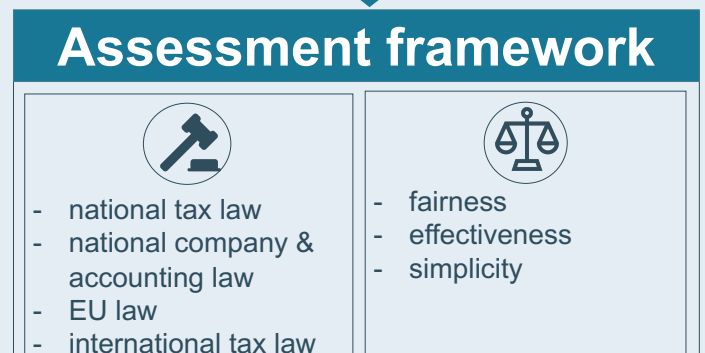 Assessment framework
- national tax law
- national company &
accounting law
- EU law
- international tax law
- fairness
- effectiveness
- simplicity